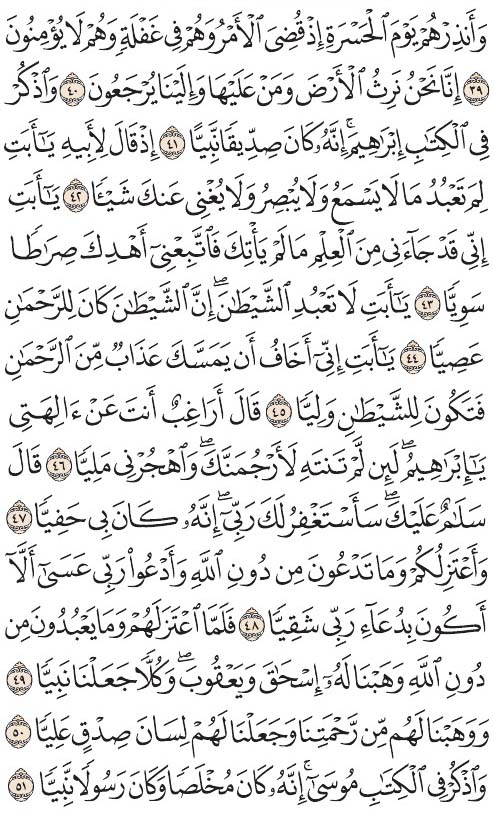 وَأَنذِرْهُمْ يَوْمَ ٱلْحَسْرَةِ إِذْ قُضِىَ ٱلْأَمْرُ وَهُمْ فِى غَفْلَةٍ وَهُمْ لَا يُؤْمِنُونَ
٣٩ إِنَّا نَحْنُ نَرِثُ ٱلْأَرْضَ وَمَنْ عَلَيْهَا وَإِلَيْنَا يُرْجَعُونَ ٤٠ وَٱذْكُرْ
فِى ٱلْكِتَٰبِ إِبْرَٰهِيمَ ۚ إِنَّهُۥ كَانَ صِدِّيقًا نَّبِيًّا ٤١ إِذْ قَالَ لِأَبِيهِ يَٰٓأَبَتِ
لِمَ تَعْبُدُ مَا لَا يَسْمَعُ وَلَا يُبْصِرُ وَلَا يُغْنِى عَنكَ شَيْـًٔا ٤٢ يَٰٓأَبَتِ
إِنِّى قَدْ جَآءَنِى مِنَ ٱلْعِلْمِ مَا لَمْ يَأْتِكَ فَٱتَّبِعْنِىٓ أَهْدِكَ صِرَٰطًا
سَوِيًّا ٤٣ يَٰٓأَبَتِ لَا تَعْبُدِ ٱلشَّيْطَٰنَ ۖ إِنَّ ٱلشَّيْطَٰنَ كَانَ لِلرَّحْمَٰنِ
عَصِيًّا ٤٤ يَٰٓأَبَتِ إِنِّىٓ أَخَافُ أَن يَمَسَّكَ عَذَابٌ مِّنَ ٱلرَّحْمَٰنِ
فَتَكُونَ لِلشَّيْطَٰنِ وَلِيًّا ٤٥ قَالَ أَرَاغِبٌ أَنتَ عَنْ ءَالِهَتِى
يَٰٓإِبْرَٰهِيمُ ۖ لَئِن لَّمْ تَنتَهِ لَأَرْجُمَنَّكَ ۖ وَٱهْجُرْنِى مَلِيًّا ٤٦ قَالَ
سَلَٰمٌ عَلَيْكَ ۖ سَأَسْتَغْفِرُ لَكَ رَبِّىٓ ۖ إِنَّهُۥ كَانَ بِى حَفِيًّا ٤٧
وَأَعْتَزِلُكُمْ وَمَا تَدْعُونَ مِن دُونِ ٱللَّهِ وَأَدْعُوا۟ رَبِّى عَسَىٰٓ أَلَّآ
أَكُونَ بِدُعَآءِ رَبِّى شَقِيًّا ٤٨ فَلَمَّا ٱعْتَزَلَهُمْ وَمَا يَعْبُدُونَ مِن
دُونِ ٱللَّهِ وَهَبْنَا لَهُۥٓ إِسْحَٰقَ وَيَعْقُوبَ ۖ وَكُلًّا جَعَلْنَا نَبِيًّا ٤٩
وَوَهَبْنَا لَهُم مِّن رَّحْمَتِنَا وَجَعَلْنَا لَهُمْ لِسَانَ صِدْقٍ عَلِيًّا ٥٠
وَٱذْكُرْ فِى ٱلْكِتَٰبِ مُوسَىٰٓ ۚ إِنَّهُۥ كَانَ مُخْلَصًا وَكَانَ رَسُولًا نَّبِيًّا ٥١